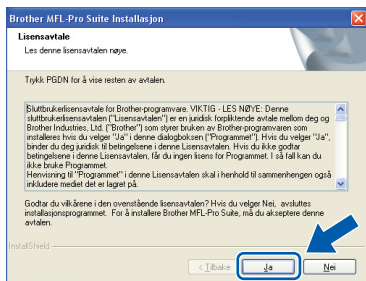 Brother MFL-Pro Suite Installasjon
Lisensavtale
Les denne lisensavtalen nøye.
Trykk PGDN for å vise resten av avtalen.
Sluttbrukerlisensavtale for Brother-programvare. VIKTIG - LES NØYE: Denne
sluttbrukerlisensavtalen ("Lisensavtalen") er en juridisk forpliktende avtale mellom deg og
Brother Industries, Ltd. ("Brother") som styrer bruken av Brother-programvaren som
installeres hvis du velger "Ja" i denne dialogboksen ("Programmet"). Hvis du velger "Ja",
binder du deg juridisk til betingelsene i denne Lisensavtalen. Hvis du ikke godtar
betingelsene i denne Lisensavtalen, får du ingen lisens for Programmet. I så fall kan du
ikke bruke Programmet.
Henvisning til "Programmet" i denne Lisensavtalen skal i henhold til sammenhengen også
inkludere mediet det er lagret på.
Godtar du vilkårene i den ovenstående lisensavtalen? Hvis du velger Nei, avsluttes
installasjonsprogrammet. For å installere Brother MFL-Pro Suite, må du akseptere denne
avtalen.
InstallShield
< Tilbake
Ja
Nei